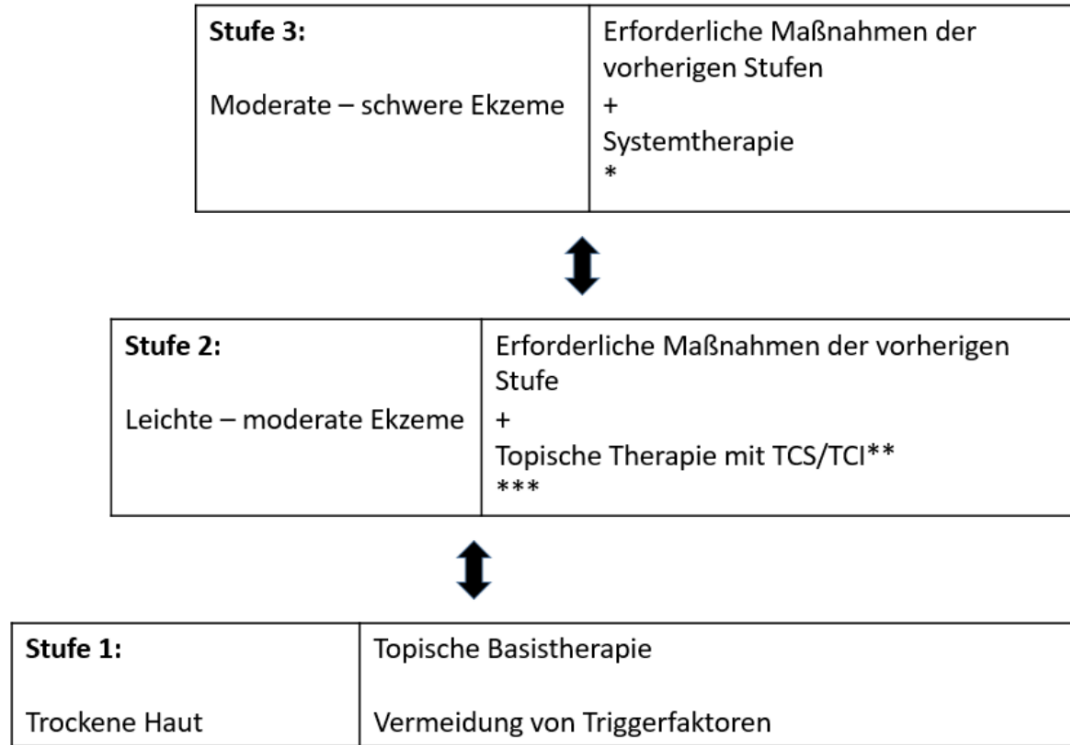 Stufe 3:
Moderate – schwere Ekzeme
Erforderliche Maßnahmen der
vorherigen Stufen
+
Systemtherapie
*
Stufe 2:
Leichte – moderate Ekzeme
Erforderliche Maßnahmen der vorherigen
Stufe
+
Topische Therapie mit TCS/TCI**
***
Stufe 1:
Trockene Haut
Topische Basistherapie
Vermeidung von Triggerfaktoren